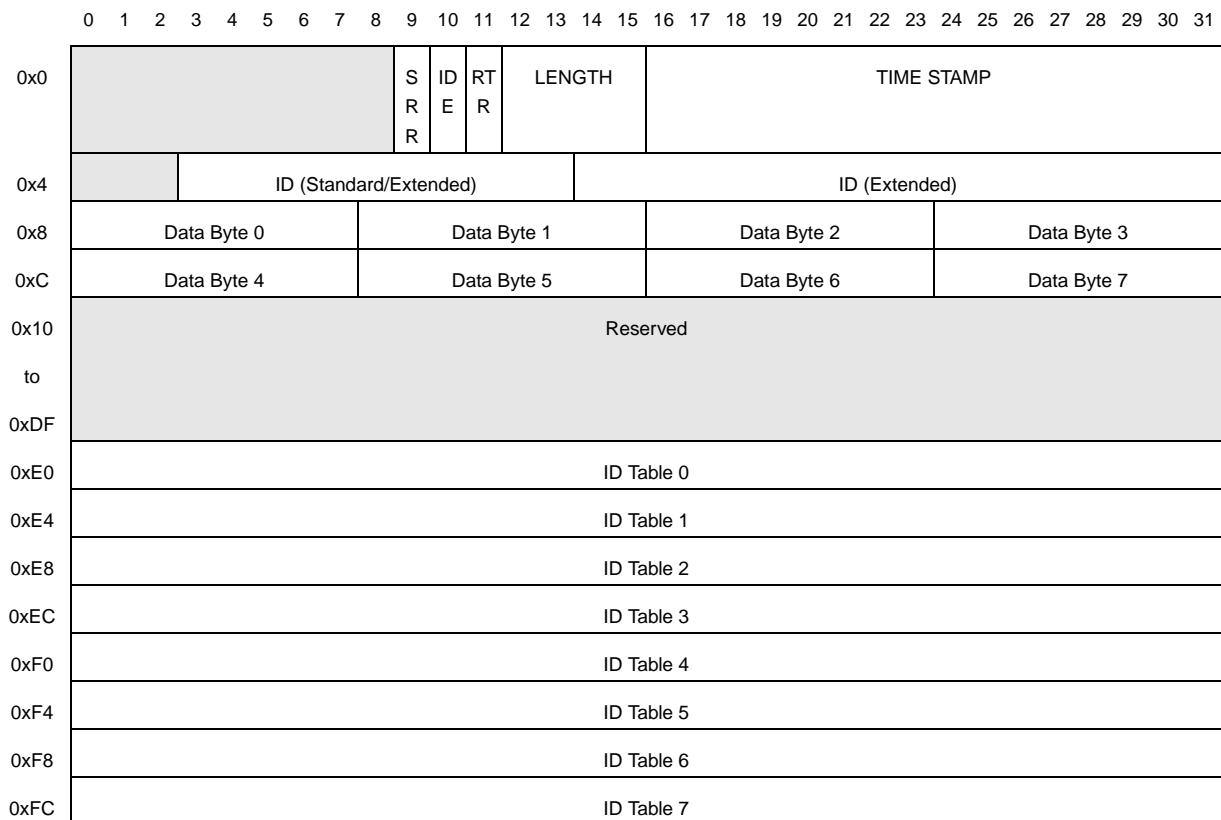 0 1 2 3 4 5 6 7 8 9 10 11 12 13 14 15 16 17 18 19 20 21 22 23 24 25 26 27 28 29 30 31
0x0 S ID RT LENGTH TIME STAMP
R E R
R
0x4 ID (Standard/Extended) ID (Extended)
0x8 Data Byte 0 Data Byte 1 Data Byte 2 Data Byte 3
0xC Data Byte 4 Data Byte 5 Data Byte 6 Data Byte 7
0x10 Reserved
to
0xDF
0xE0 ID Table 0
0xE4 ID Table 1
0xE8 ID Table 2
0xEC ID Table 3
0xF0 ID Table 4
0xF4 ID Table 5
0xF8 ID Table 6
0xFC ID Table 7